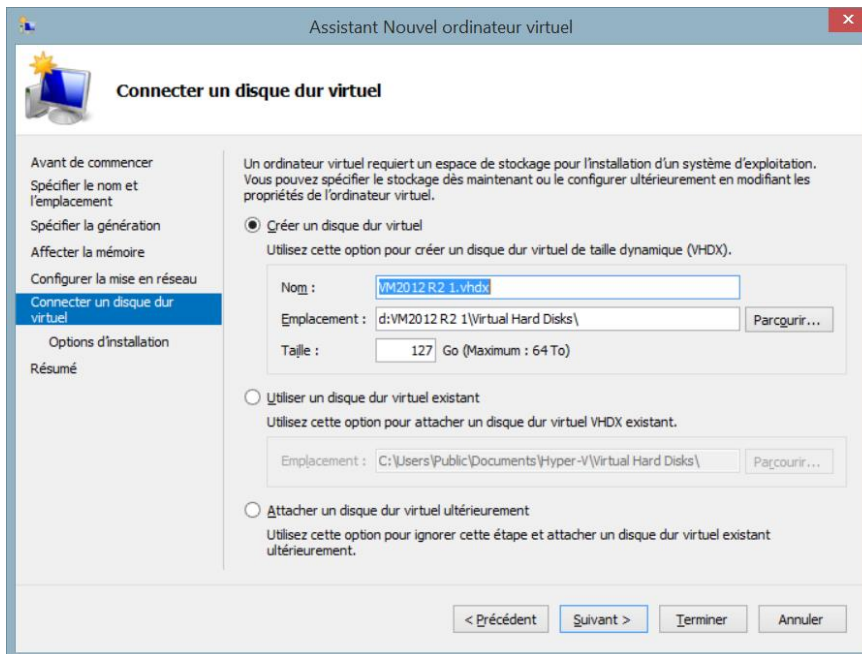 Assistant Nouvel ordinateur virtuel
Connecter un disque dur virtuel
Avant de commencer
Spécifier le nom et
l'emplacement
Spécifier la génération
Affecter la mémoire
Configurer la mise en réseau
Connecter un disque dur
virtuel
Options d'installation
Résumé
Un ordinateur virtuel requiert un espace de stockage pour l'installation d'un système d'exploitation.
Vous pouvez spécifier le stockage dès maintenant ou le configurer ultérieurement en modifiant les
propriétés de l'ordinateur virtuel.
Créer un disque dur virtuel
Utilisez cette option pour créer un disque dur virtuel de taille dynamique (VHDX).
Nom : VM2012 R2 1.vhdx
Emplacement : d:VM2012 R2 1\Virtual Hard Disks\ Parcourir...
Taille : 127 Go (Maximum : 64 To)
Utiliser un disque dur virtuel existant
Utilisez cette option pour attacher un disque dur virtuel VHDX existant.
Emplacement : C:\Users\Public\Documents\Hyper-V\Virtual Hard Disks\ Parcourir...
Attacher un disque dur virtuel ultérieurement
Utilisez cette option pour ignorer cette étape et attacher un disque dur virtuel existant
ultérieurement.
< Précédent Suivant > Terminer Annuler